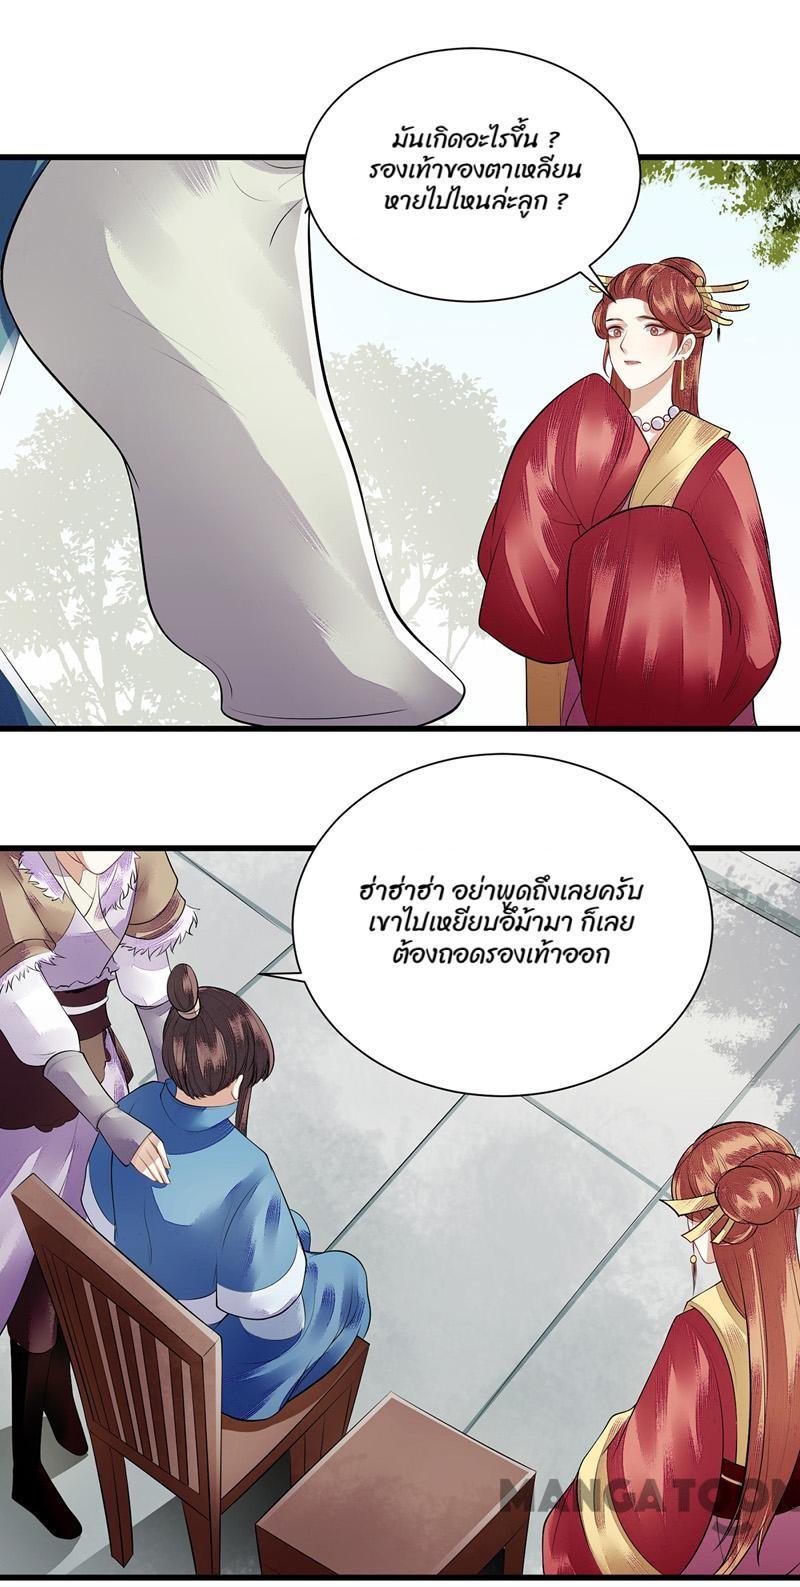 มันเกิดอะไรขึ้น ?
รองเท้าของตาเหลียน
หายไปไหนล่ะลูก ?
ฮ่าฮ่าฮ่า อย่าพูดถึงเลยครับ
เขาไปเหยียบอึม้ามา ก็เลย
ต้องถอดรองเท้าออก
MANGATOON